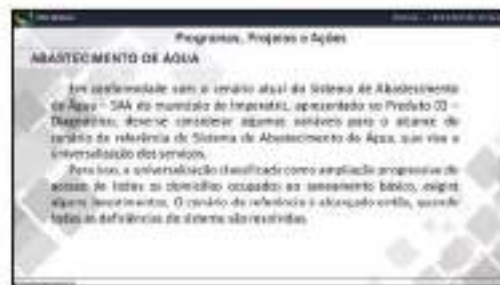 Programas, Projetos e Ações
ABASTECIMENTO DE ÁGUA
Em conformidade com o cenário atual do Sistema de Abastecimento
de Água – SAA do município de Imperatriz, apresentado no Produto 03 –
Diagnóstico, deve-se considerar algumas variáveis para o alcance do
cenário de referência do Sistema de Abastecimento de Água, que visa a
universalização dos serviços.
Para isso, a universalização classificada como ampliação progressiva do
acesso de todos os domicílios ocupados ao saneamento básico, exigirá
alguns investimentos. O cenário de referência é alcançado então, quando
todas as deficiências do sistema são resolvidas.